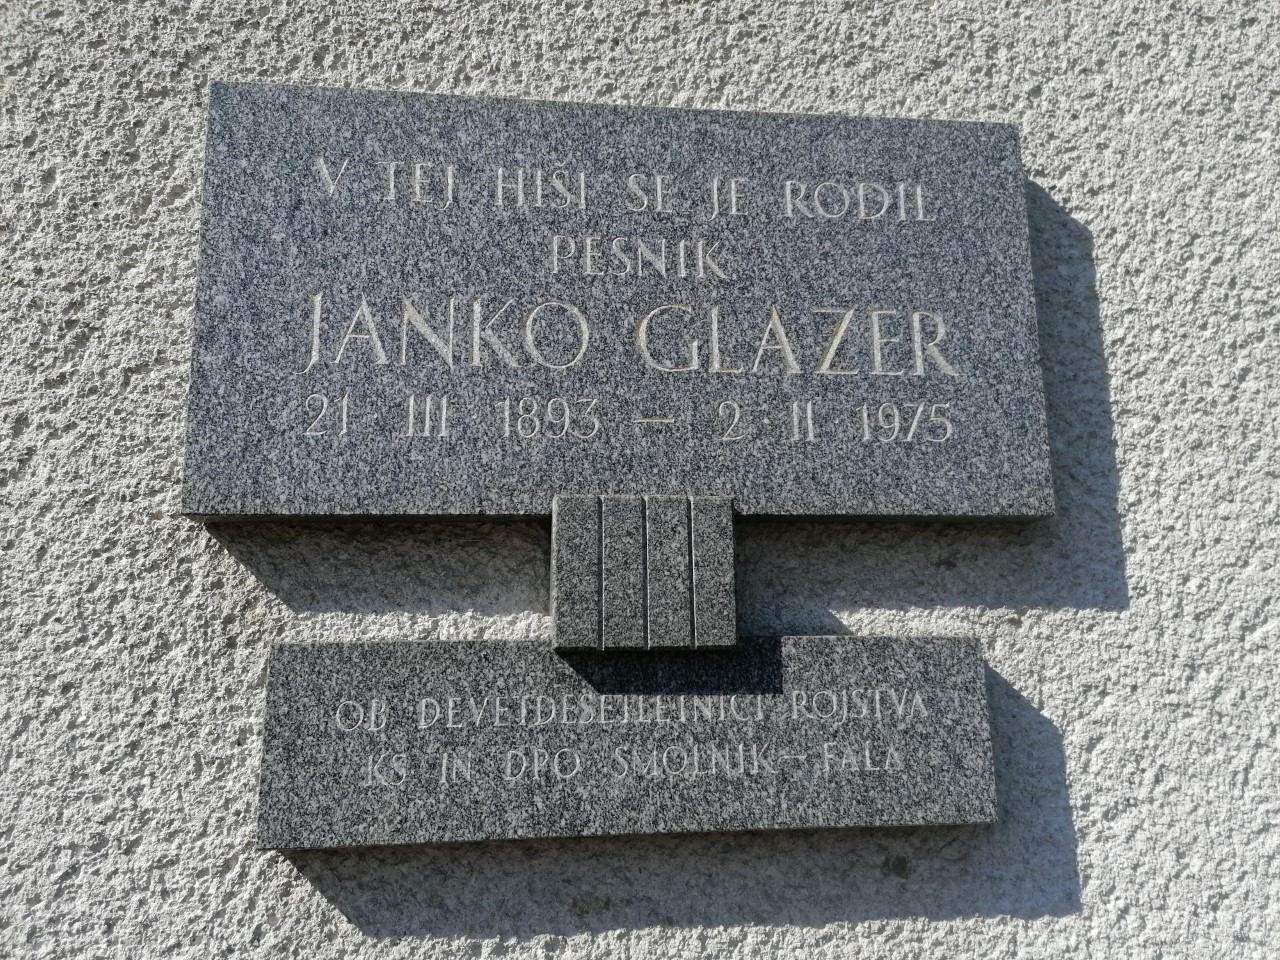 V TEJ HIŠI SE JE RODIL
PESNIK
JANKO GLAZER
21 · III · 1893 — 2 · II · 1975
OB DEVETDESETLETNICI ROJSTVA
KS IN DPO SMOLNIK – FALA